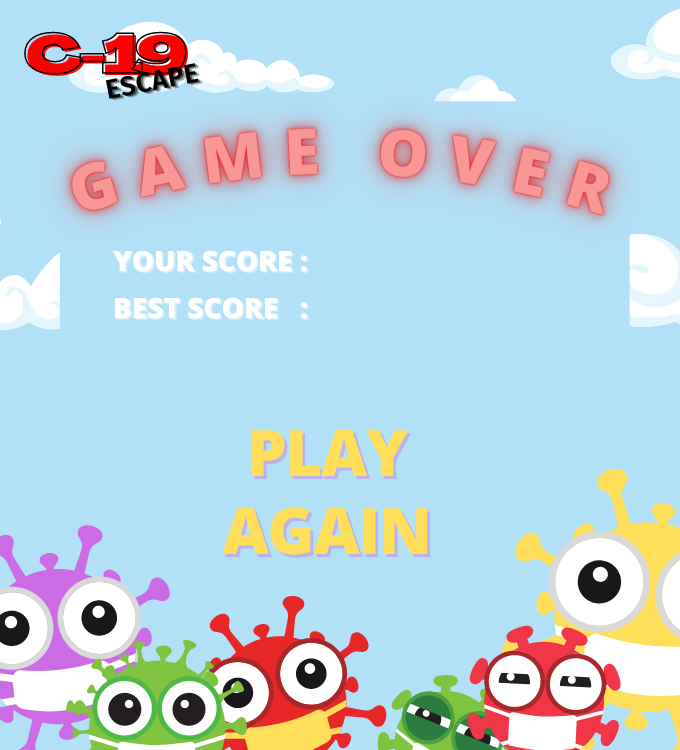 C-19
ESCAPE
GAME OVER
YOUR SCORE :
BEST SCORE :
PLAY
AGAIN